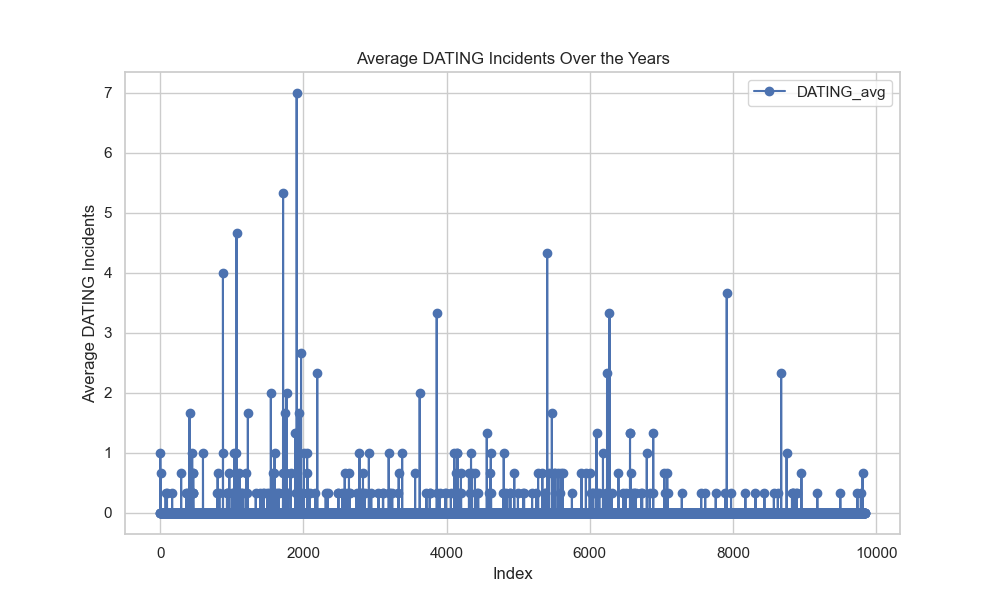 Average DATING Incidents Over the Years
DATING_avg
Average DATING Incidents
7
6
5
4
3
2
1
0
0 2000 4000 6000 8000 10000
Index